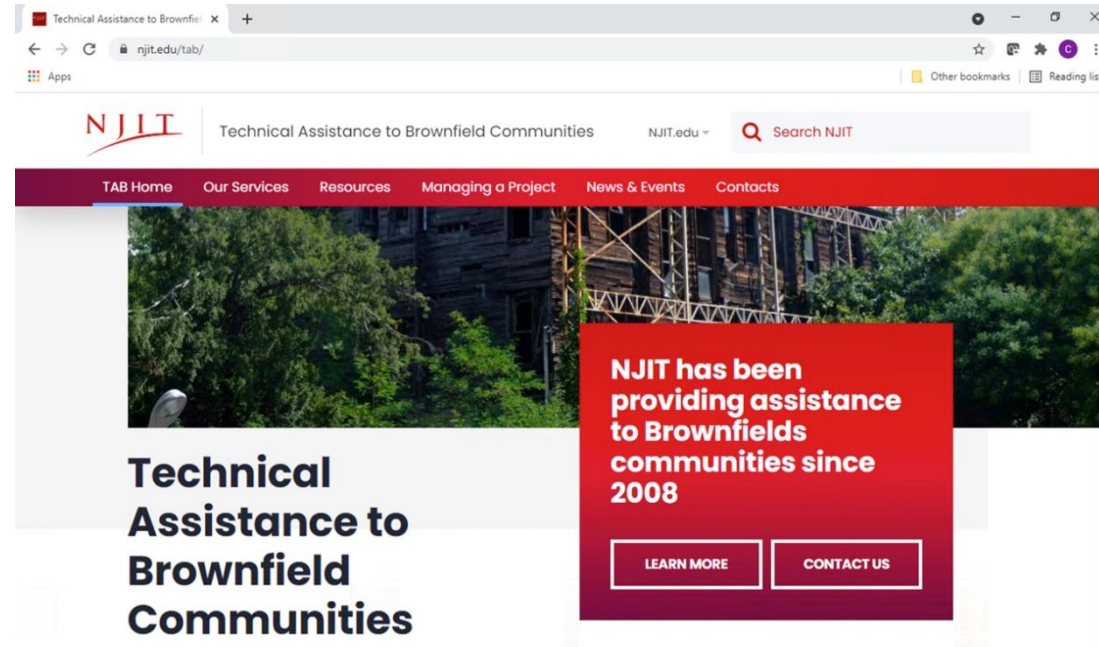 Technical Assistance to Brownfie
njit.edu/tab/
C
Apps
Other bookmarks
Reading lis
NJIT
Technical Assistance to Brownfield Communities
NJIT.edu
Search NJIT
TAB Home
Our Services
Resources
Managing a Project
News & Events
Contacts
NJIT has been
providing assistance
to Brownfields
communities since
2008
LEARN MORE
CONTACT US
Technical
Assistance to
Brownfield
Communities